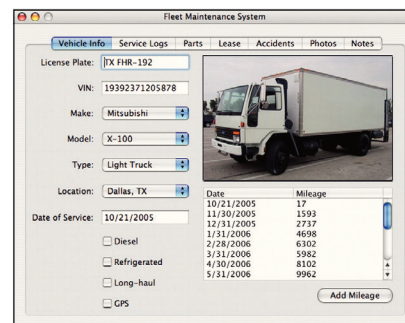 Fleet Maintenance System
Vehicle Info Service Logs Parts Lease Accidents Photos Notes
License Plate: TX FHR-192
VIN: 19392371205878
Make: Mitsubishi
Model: X-100
Type: Light Truck
Location: Dallas, TX
Date of Service: 10/21/2005
Diesel
Refrigerated
Long-haul
GPS
Date Mileage
10/21/2005 17
11/30/2005 1593
12/31/2005 2737
1/31/2006 4698
2/28/2006 6302
3/31/2006 5982
4/30/2006 8102
5/31/2006 9962
Add Mileage